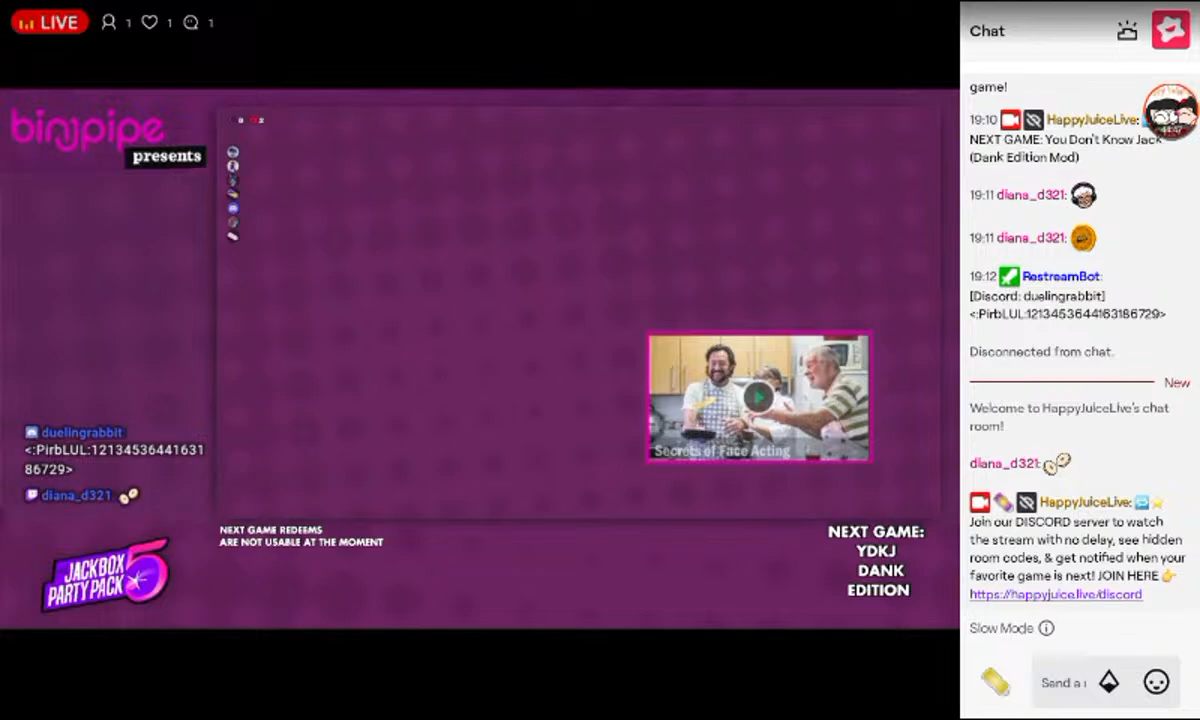 LIVE 1 1 1
binjpipe
presents
duelingrabbit
<:PirbLUL:12134536441631
86729>
diana_d321
JACKBOX
PARTY PACK 5
NEXT GAME REDEEMS
ARE NOT USABLE AT THE MOMENT
Secrets of Face Acting
NEXT GAME:
YDKJ
DANK
EDITION
Chat
game!
19:10 HappyJuiceLive:
NEXT GAME: You Don't Know Jack
(Dank Edition Mod)
19:11 diana_d321:
19:11 diana_d321:
19:12 RestreamBot:
[Discord: duelingrabbit]
<:PirbLUL:1213453644163186729>
Disconnected from chat.
New
Welcome to HappyJuiceLive's chat
room!
diana_d321:
HappyJuiceLive:
Join our DISCORD server to watch
the stream with no delay, see hidden
room codes, & get notified when your
favorite game is next! JOIN HERE
https://happyjuice.live/discord
Slow Mode
Send a